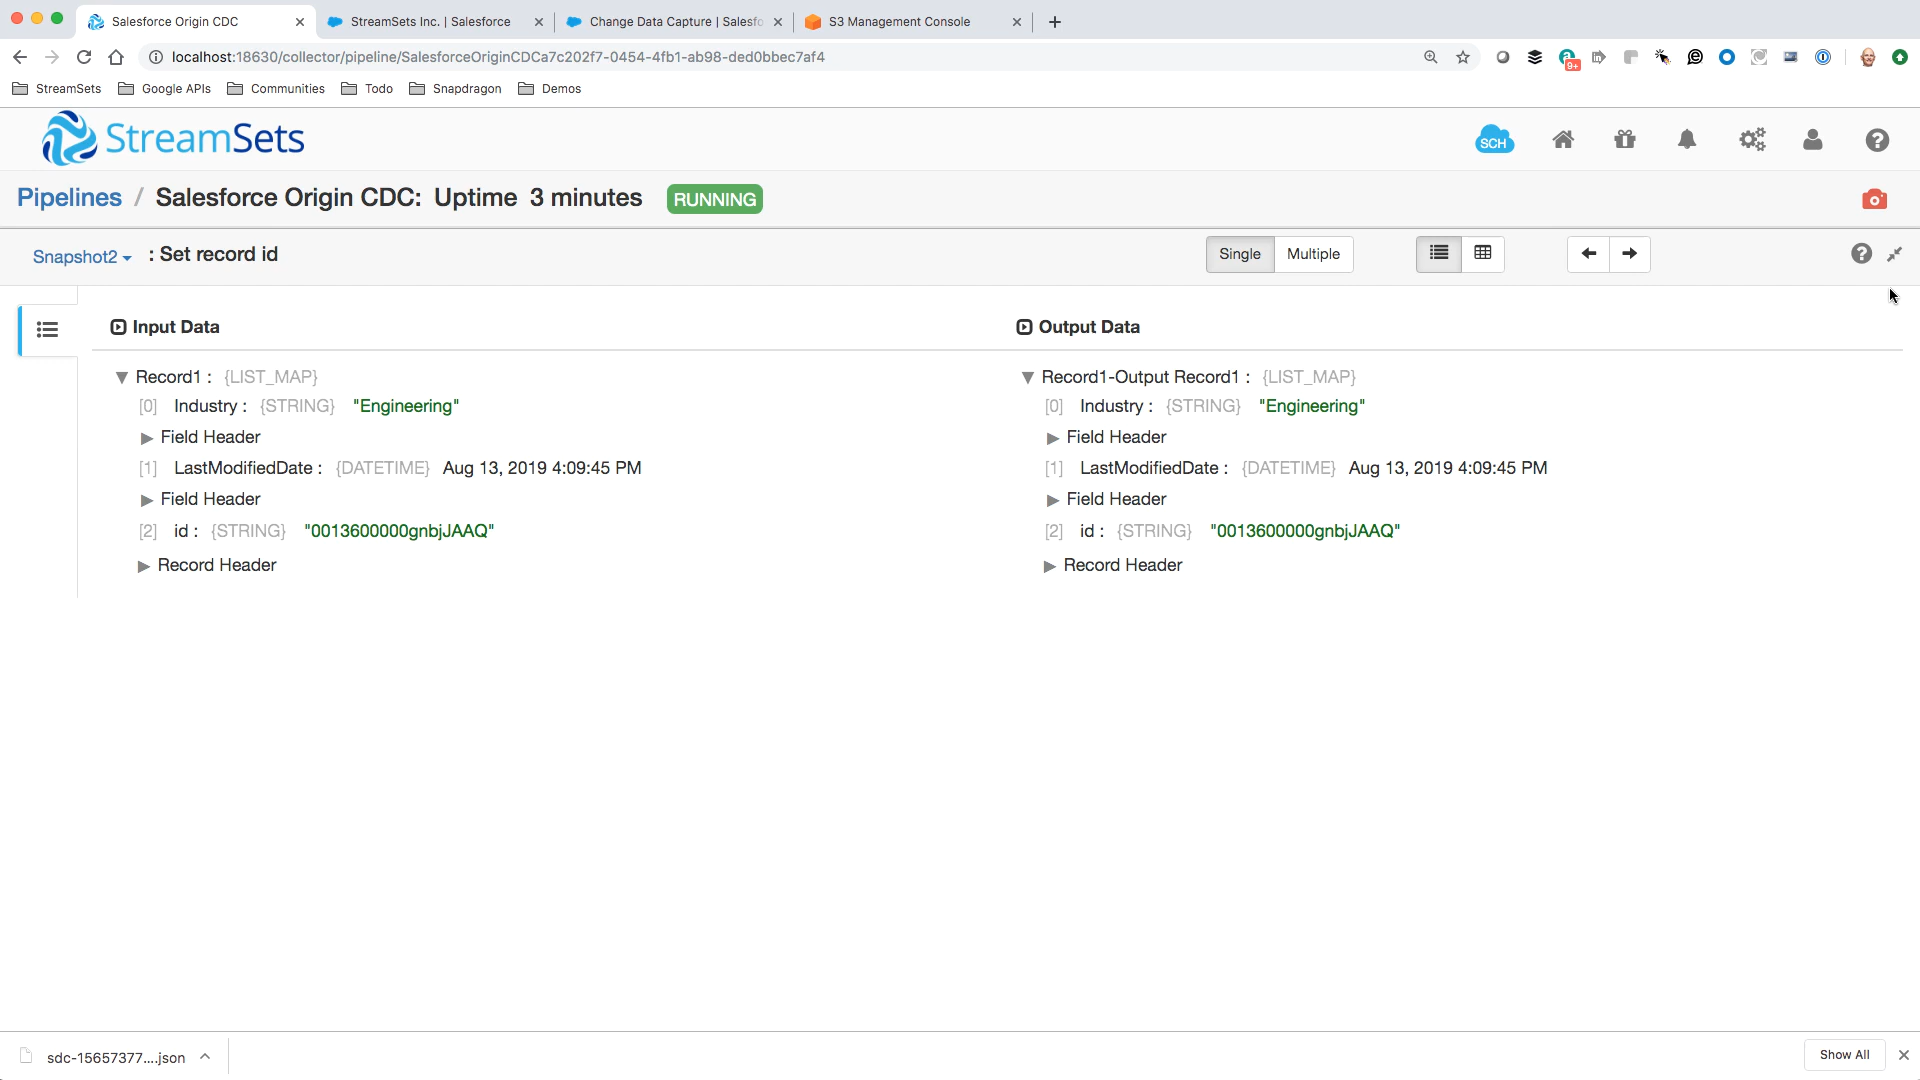 Salesforce Origin CDC
StreamSets Inc. | Salesforce
Change Data Capture | Salesfo
S3 Management Console
localhost:18630/collector/pipeline/SalesforceOriginCDCa7c202f7-0454-4fb1-ab98-ded0bbec7af4
9+
StreamSets
Google APIs
Communities
Todo
Snapdragon
Demos
StreamSets
SCH
Pipelines / Salesforce Origin CDC: Uptime 3 minutes RUNNING
Snapshot2 : Set record id
Single
Multiple
Input Data
Record1 : {LIST_MAP}
[0] Industry : {STRING} "Engineering"
Field Header
[1] LastModifiedDate : {DATETIME} Aug 13, 2019 4:09:45 PM
Field Header
[2] id : {STRING} "0013600000gnbjJAAQ"
Record Header
Output Data
Record1-Output Record1 : {LIST_MAP}
[0] Industry : {STRING} "Engineering"
Field Header
[1] LastModifiedDate : {DATETIME} Aug 13, 2019 4:09:45 PM
Field Header
[2] id : {STRING} "0013600000gnbjJAAQ"
Record Header
sdc-15657377....json
Show All